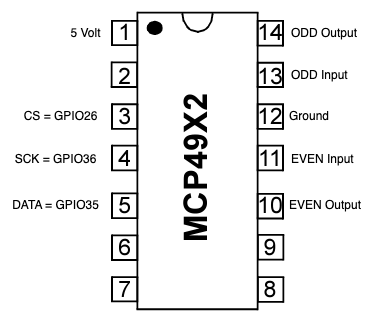 5 Volt 1 14 ODD Output
2 13 ODD Input
CS = GPIO26 3 12 Ground
SCK = GPIO36 4 11 EVEN Input
DATA = GPIO35 5 10 EVEN Output
6 9
7 8
MCP49X2